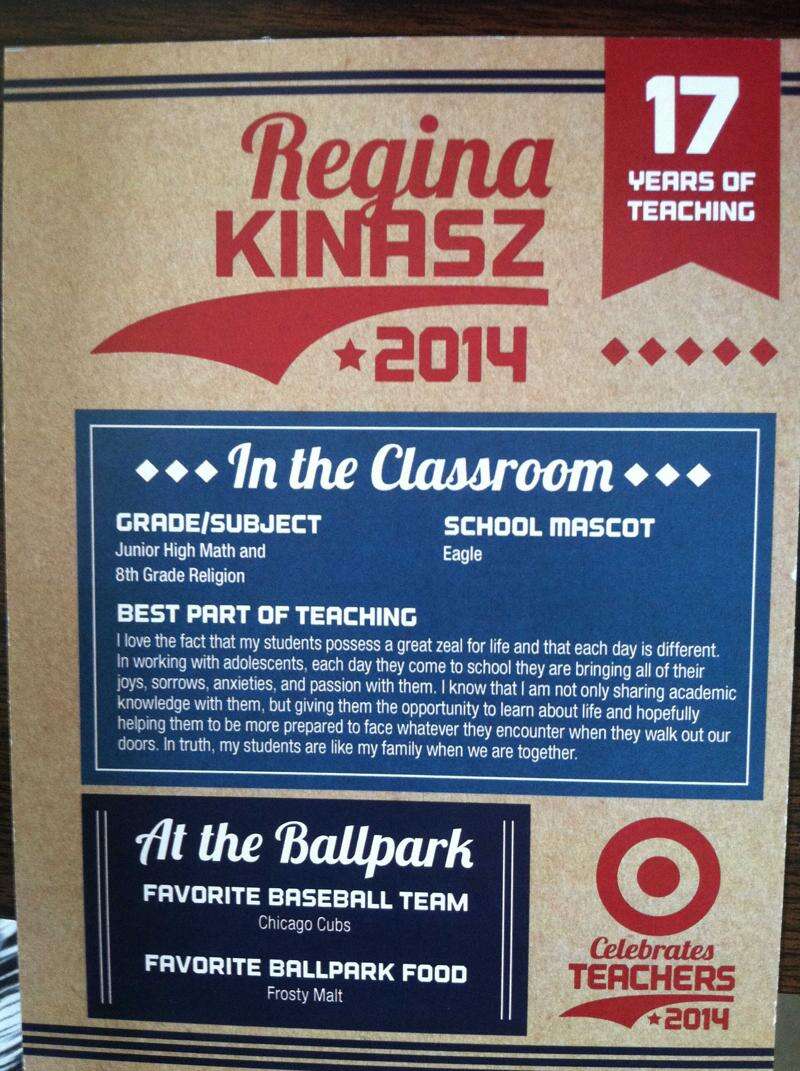 17
YEARS OF
TEACHING
Regina
KINASZ
2014
In the Classroom
GRADE/SUBJECT
Junior High Math and
8th Grade Religion
SCHOOL MASCOT
Eagle
BEST PART OF TEACHING
I love the fact that my students possess a great zeal for life and that each day is different.
In working with adolescents, each day they come to school they are bringing all of their
joys, sorrows, anxieties, and passion with them. I know that I am not only sharing academic
knowledge with them, but giving them the opportunity to learn about life and hopefully
helping them to be more prepared to face whatever they encounter when they walk out our
doors. In truth, my students are like my family when we are together.
At the Ballpark
FAVORITE BASEBALL TEAM
Chicago Cubs
FAVORITE BALLPARK FOOD
Frosty Malt
Celebrates
TEACHERS
2014